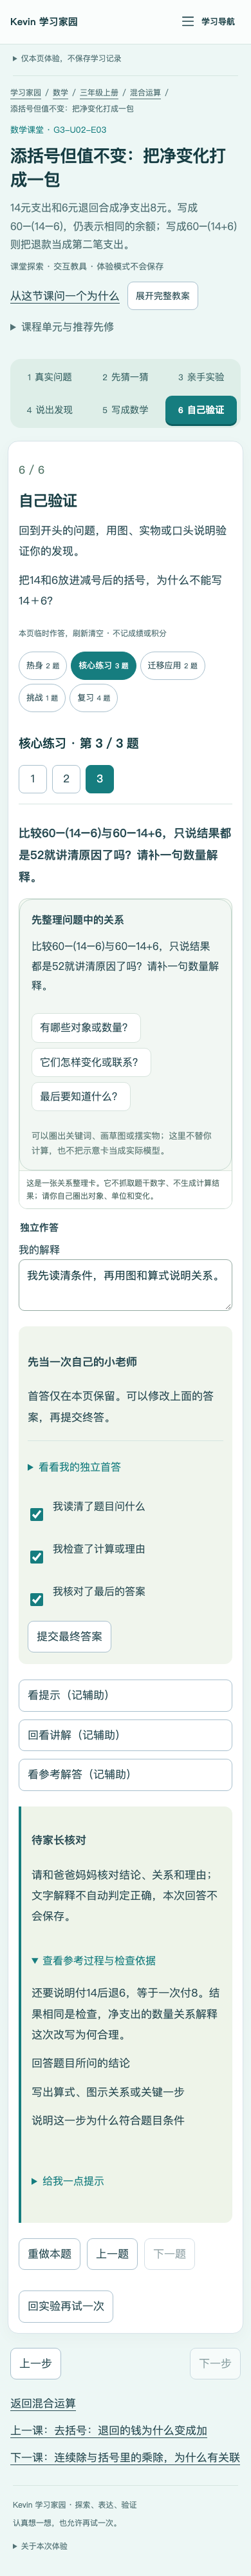 Kevin 学习家园
学习导航
仅本页体验，不保存学习记录
学习家园 / 数学 / 三年级上册 / 混合运算 /
添括号但值不变：把净变化打成一包
数学课堂 · G3-U02-E03
添括号但值不变：把净变化打
成一包
14元支出和6元退回合成净支出8元。写成
60−(14−6)，仍表示相同的余额；写成60−(14+6)
则把退款当成第二笔支出。
课堂探索 · 交互教具 · 体验模式不会保存
从这节课问一个为什么
展开完整教案
课程单元与推荐先修
1 真实问题
2 先猜一猜
3 亲手实验
4 说出发现
5 写成数学
6 自己验证
6 / 6
自己验证
回到开头的问题，用图、实物或口头说明验
证你的发现。
把14和6放进减号后的括号，为什么不能写
14＋6？
本页临时作答，刷新清空 · 不记成绩或积分
热身 2 题
核心练习 3 题
迁移应用 2 题
挑战 1 题
复习 4 题
核心练习 · 第 3 / 3 题
1
2
3
比较60−(14−6)与60−14+6，只说结果都
是52就讲清原因了吗？请补一句数量解
释。
先整理问题中的关系
比较60−(14−6)与60−14+6，只说结果
都是52就讲清原因了吗？请补一句数量解
释。
有哪些对象或数量？
它们怎样变化或联系？
最后要知道什么？
可以圈出关键词、画草图或摆实物；这里不替你
计算，也不把示意卡当成实际模型。
这是一张关系整理卡。它不抓取题干数字、不生成计算结
果；请你自己圈出对象、单位和变化。
独立作答
我的解释
我先读清条件，再用图和算式说明关系。
先当一次自己的小老师
首答仅在本页保留。可以修改上面的答
案，再提交终答。
看看我的独立首答
我读清了题目问什么
我检查了计算或理由
我核对了最后的答案
提交最终答案
看提示（记辅助）
回看讲解（记辅助）
看参考解答（记辅助）
待家长核对
请和爸爸妈妈核对结论、关系和理由；
文字解释不自动判定正确，本次回答不
会保存。
查看参考过程与检查依据
还要说明付14后退6，等于一次付8。结
果相同是检查，净支出的数量关系解释
这次改写为何合理。
回答题目所问的结论
写出算式、图示关系或关键一步
说明这一步为什么符合题目条件
给我一点提示
重做本题
上一题
下一题
回实验再试一次
上一步
下一步
返回混合运算
上一课：去括号：退回的钱为什么变成加
下一课：连续除与括号里的乘除，为什么有关联
Kevin 学习家园 · 探索、表达、验证
认真想一想，也允许再试一次。
关于本次体验